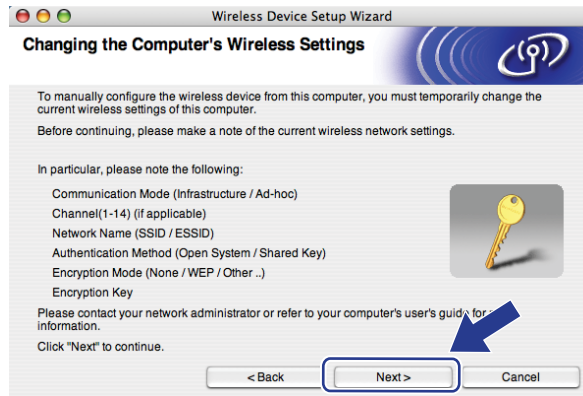 Wireless Device Setup Wizard
Changing the Computer's Wireless Settings
To manually configure the wireless device from this computer, you must temporarily change the
current wireless settings of this computer.
Before continuing, please make a note of the current wireless network settings.
In particular, please note the following:
Communication Mode (Infrastructure / Ad-hoc)
Channel(1-14) (if applicable)
Network Name (SSID / ESSID)
Authentication Method (Open System / Shared Key)
Encryption Mode (None / WEP / Other ..)
Encryption Key
Please contact your network administrator or refer to your computer's user's guide for
information.
Click "Next" to continue.
< Back Next > Cancel